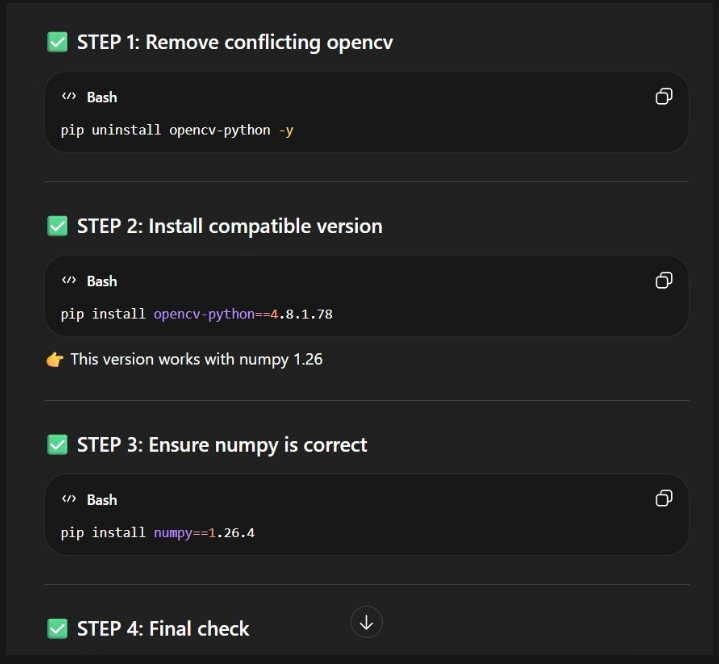 ✅ STEP 1: Remove conflicting opencv
</> Bash
pip uninstall opencv-python -y
✅ STEP 2: Install compatible version
</> Bash
pip install opencv-python==4.8.1.78
👉 This version works with numpy 1.26
✅ STEP 3: Ensure numpy is correct
</> Bash
pip install numpy==1.26.4
✅ STEP 4: Final check